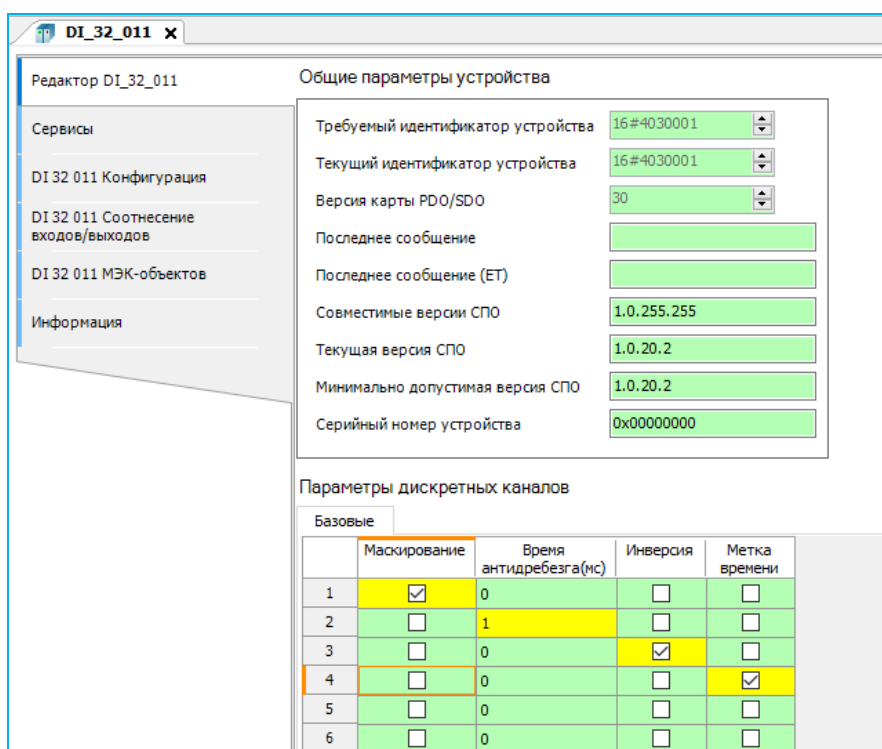 DI_32_011 x
Редактор DI_32_011
Сервисы
DI 32 011 Конфигурация
DI 32 011 Соотнесение
входов/выходов
DI 32 011 МЭК-объектов
Информация
Общие параметры устройства
Требуемый идентификатор устройства 16#4030001
Текущий идентификатор устройства 16#4030001
Версия карты PDO/SDO 30
Последнее сообщение
Последнее сообщение (ET)
Совместимые версии СПО 1.0.255.255
Текущая версия СПО 1.0.20.2
Минимально допустимая версия СПО 1.0.20.2
Серийный номер устройства 0x00000000
Параметры дискретных каналов
Базовые
Маскирование Время Инверсия Метка
антидребезга(мс) времени
1 0
2 1
3 0
4 0
5 0
6 0